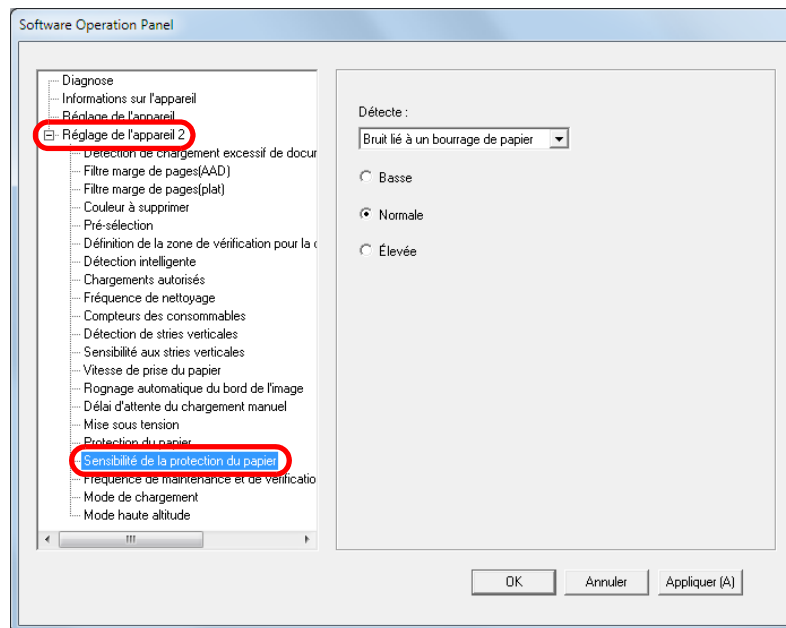 Software Operation Panel
Diagnose
Informations sur l'appareil
Réglage de l'appareil
Réglage de l'appareil 2
Détection de chargement excessif de docur
Filtre marge de pages(AAD)
Filtre marge de pages(plat)
Couleur à supprimer
Pré-sélection
Définition de la zone de vérification pour la d
Détection intelligente
Chargements autorisés
Fréquence de nettoyage
Compteurs des consommables
Détection de stries verticales
Sensibilité aux stries verticales
Vitesse de prise du papier
Rognage automatique du bord de l'image
Délai d'attente du chargement manuel
Mise sous tension
Protection du papier
Sensibilité de la protection du papier
Fréquence de maintenance et de vérificatio
Mode de chargement
Mode haute altitude
Détecte :
Bruit lié à un bourrage de papier
Basse
Normale
Élevée
OK
Annuler
Appliquer (A)